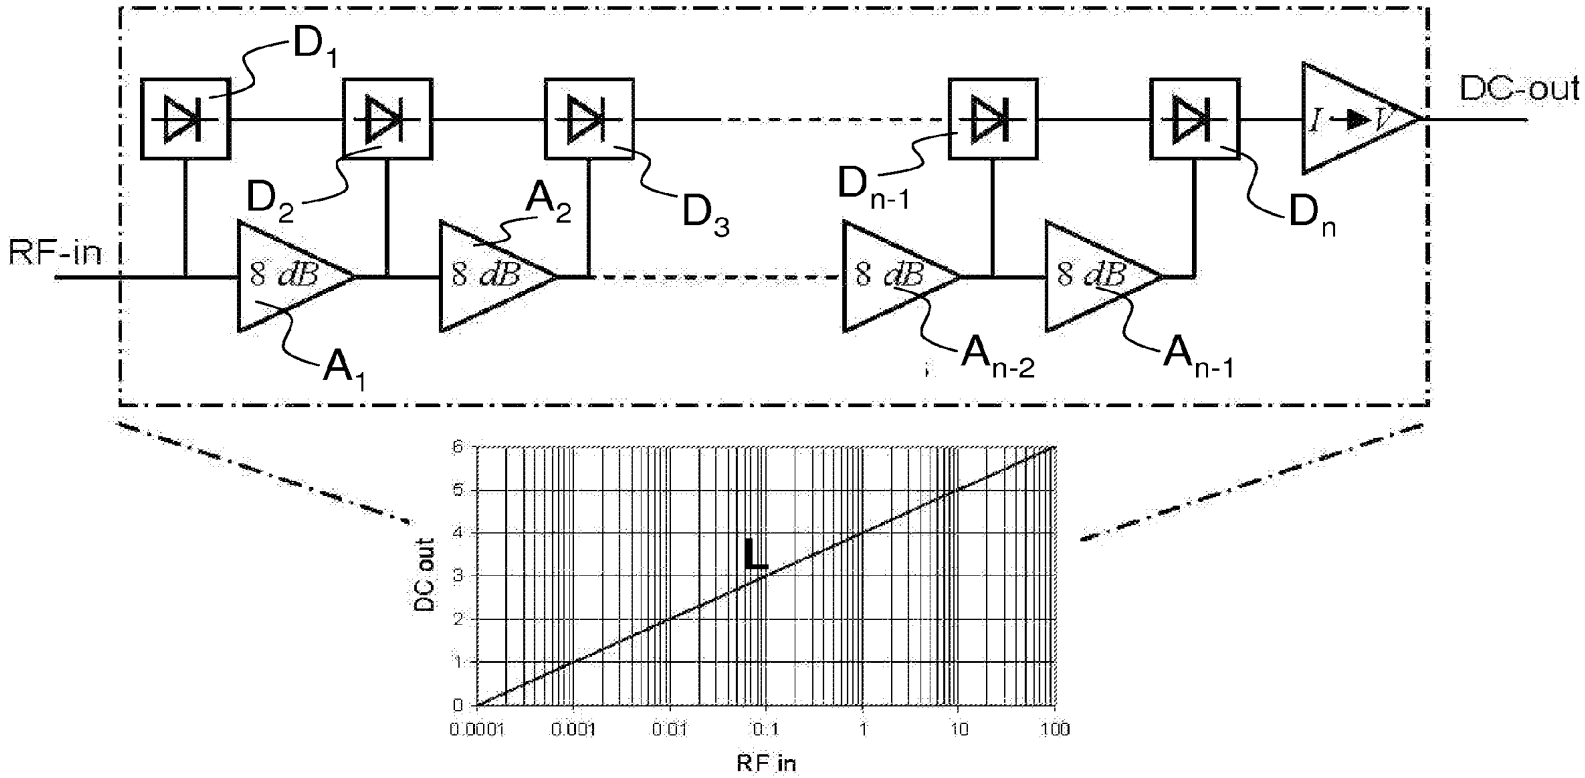 D1
DC-out
I V
D2
A2
D3
Dn-1
Dn
RF-in
8 dB
8 dB
8 dB
8 dB
A1
An-2
An-1
6
5
4
3
2
1
0
L
DC out
0.0001 0.001 0.01 0.1 1 10 100
RF in